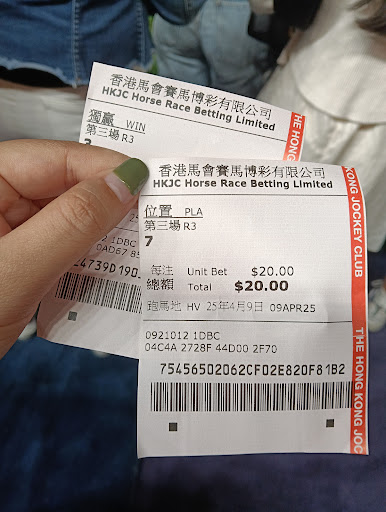 香港馬會賽馬博彩有限公司
HKJC Horse Race Betting Limited
獨贏 WIN
第三場 R3
1DBC
THE HONG
香港馬會賽馬博彩有限公司
HKJC Horse Race Betting Limited
位置 PLA
第三場 R3
7
每注 Unit Bet $20.00
總額 Total $20.00
跑馬地 HV 25年4月9日 09APR25
0921012 1DBC
04C4A 2728F 44D00 2F70
75456502062CF02E820F81B2
KONG JOCKEY CLUB
THE HONG KONG JOC